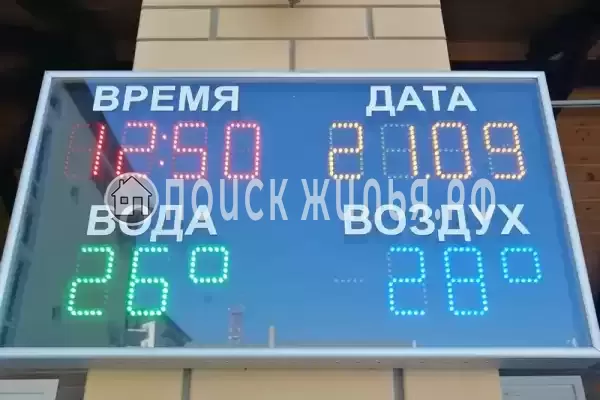 ВРЕМЯ ДАТА
12:50 21.09
ПОИСК ЖИЛЬЯ.РФ
ВОДА ВОЗДУХ
26° 28°